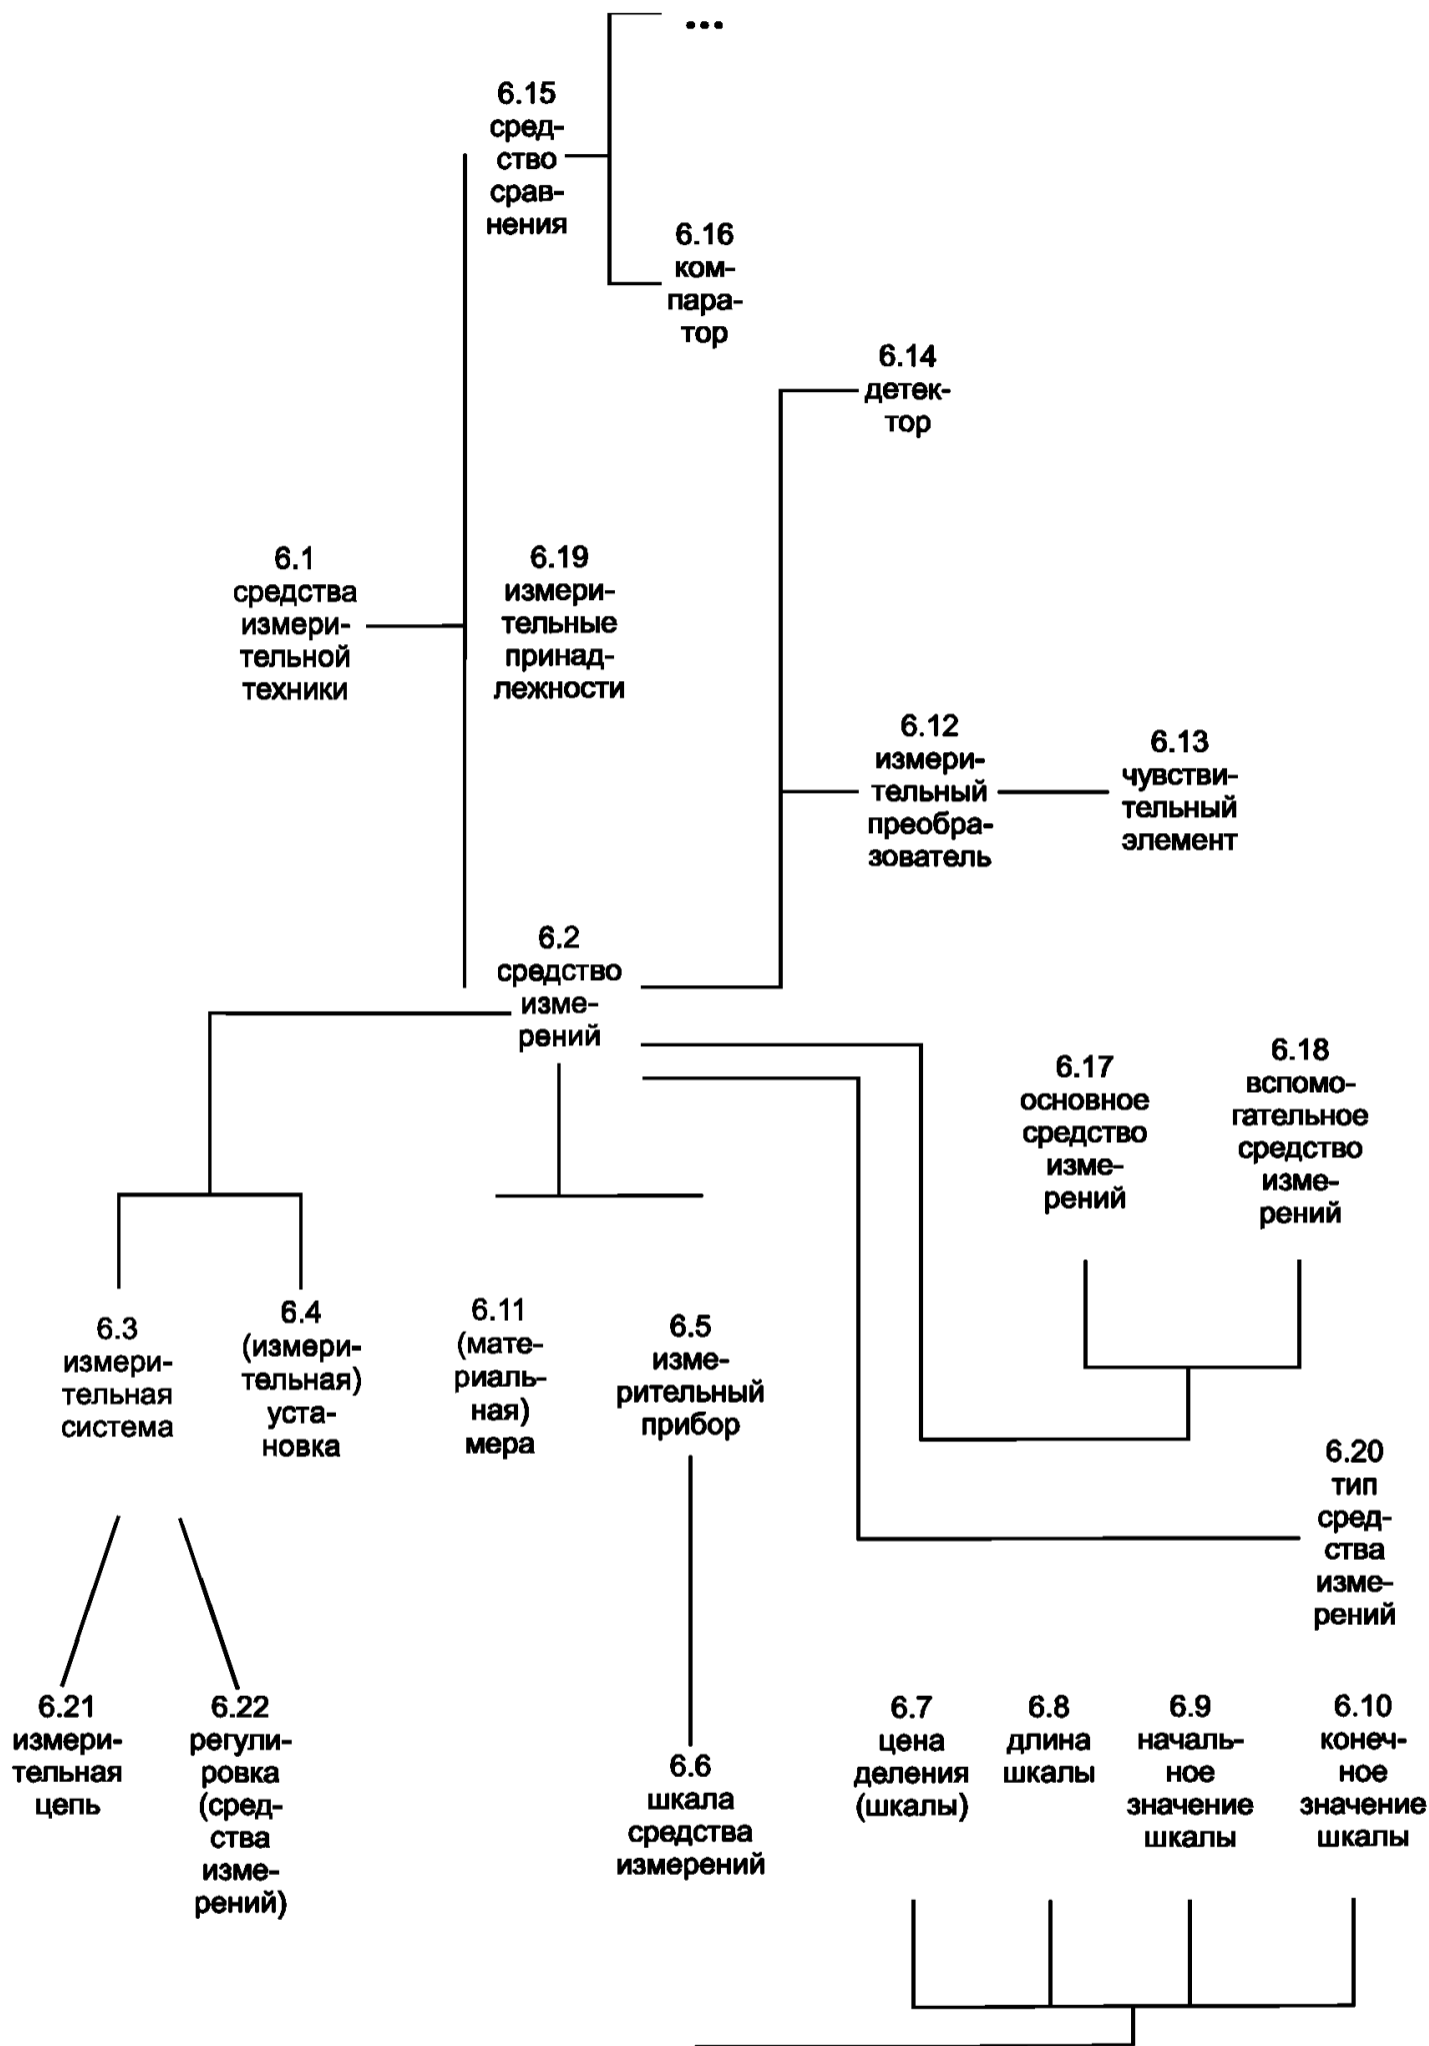 ...
6.15
сред-
ство
срав-
нения
6.16
ком-
пара-
тор
6.14
детек-
тор
6.1
средства
измери-
тельной
техники
6.19
измери-
тельные
принад-
лежности
6.12
измери-
тельный
преобра-
зователь
6.13
чувстви-
тельный
элемент
6.2
средство
изме-
рений
6.17
основное
средство
изме-
рений
6.18
вспомо-
гательное
средство
изме-
рений
6.3
измери-
тельная
система
6.4
(измери-
тельная)
уста-
новка
6.11
(мате-
риаль-
ная)
мера
6.5
изме-
рительный
прибор
6.20
тип
сред-
ства
изме-
рений
6.21
измери-
тельная
цепь
6.22
регули-
ровка
(сред-
ства
изме-
рений)
6.6
шкала
средства
измерений
6.7
цена
деления
(шкалы)
6.8
длина
шкалы
6.9
началь-
ное
значение
шкалы
6.10
конеч-
ное
значение
шкалы